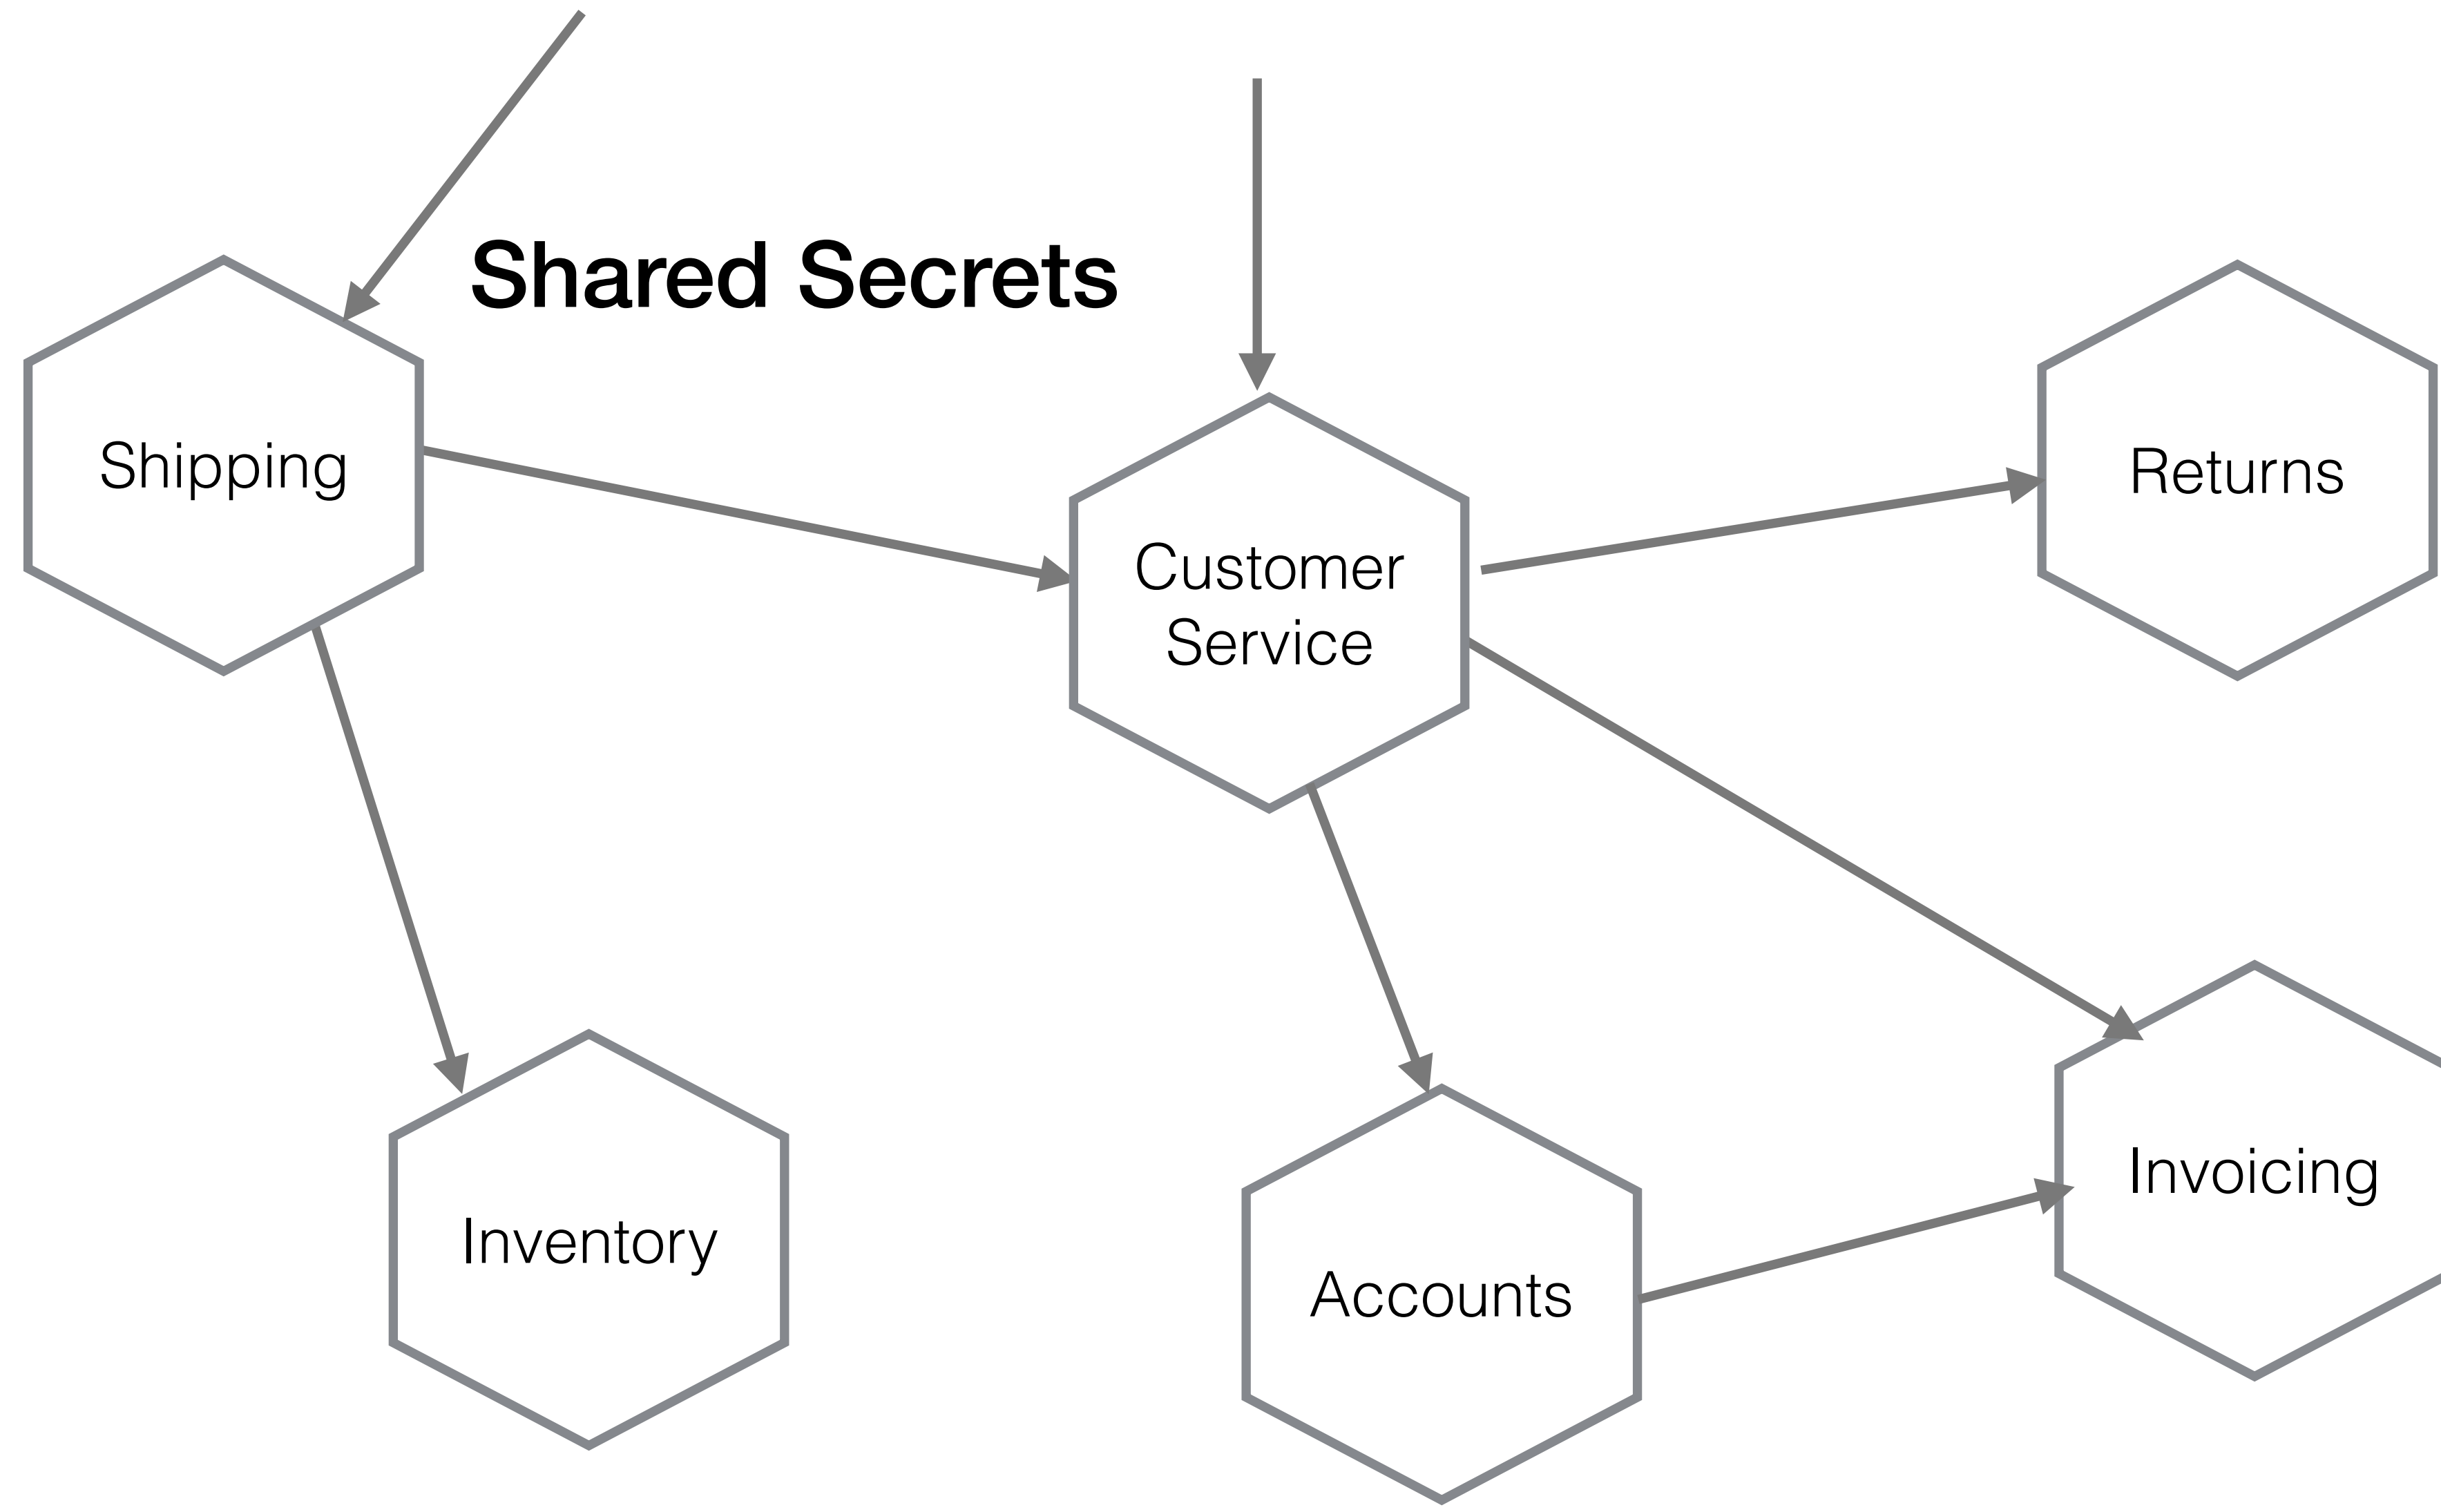 Shared Secrets
Shipping
Customer
Service
Returns
Inventory
Accounts
Invoicing